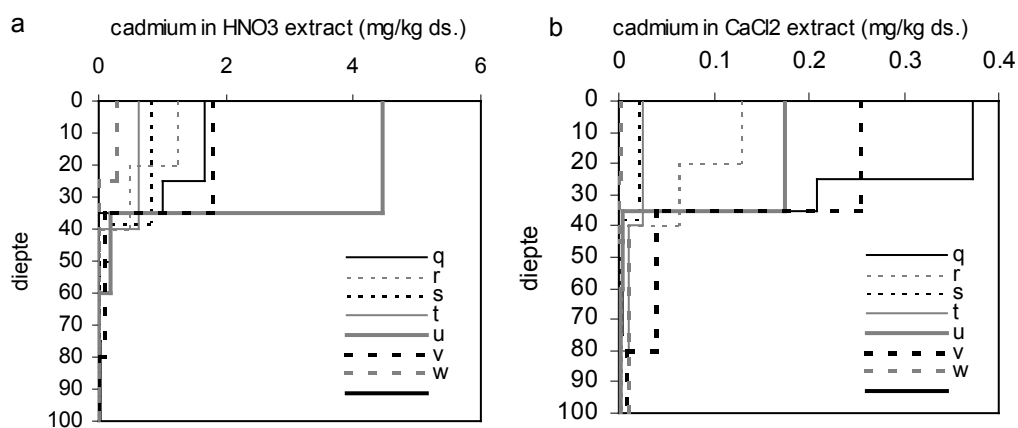 a
cadmium in HNO3 extract (mg/kg ds.)
0 2 4 6
0
10
20
30
40
50
60
70
80
90
100
diepte
q
r
s
t
u
v
w
b
cadmium in CaCl2 extract (mg/kg ds.)
0 0.1 0.2 0.3 0.4
0
10
20
30
40
50
60
70
80
90
100
diepte
q
r
s
t
u
v
w